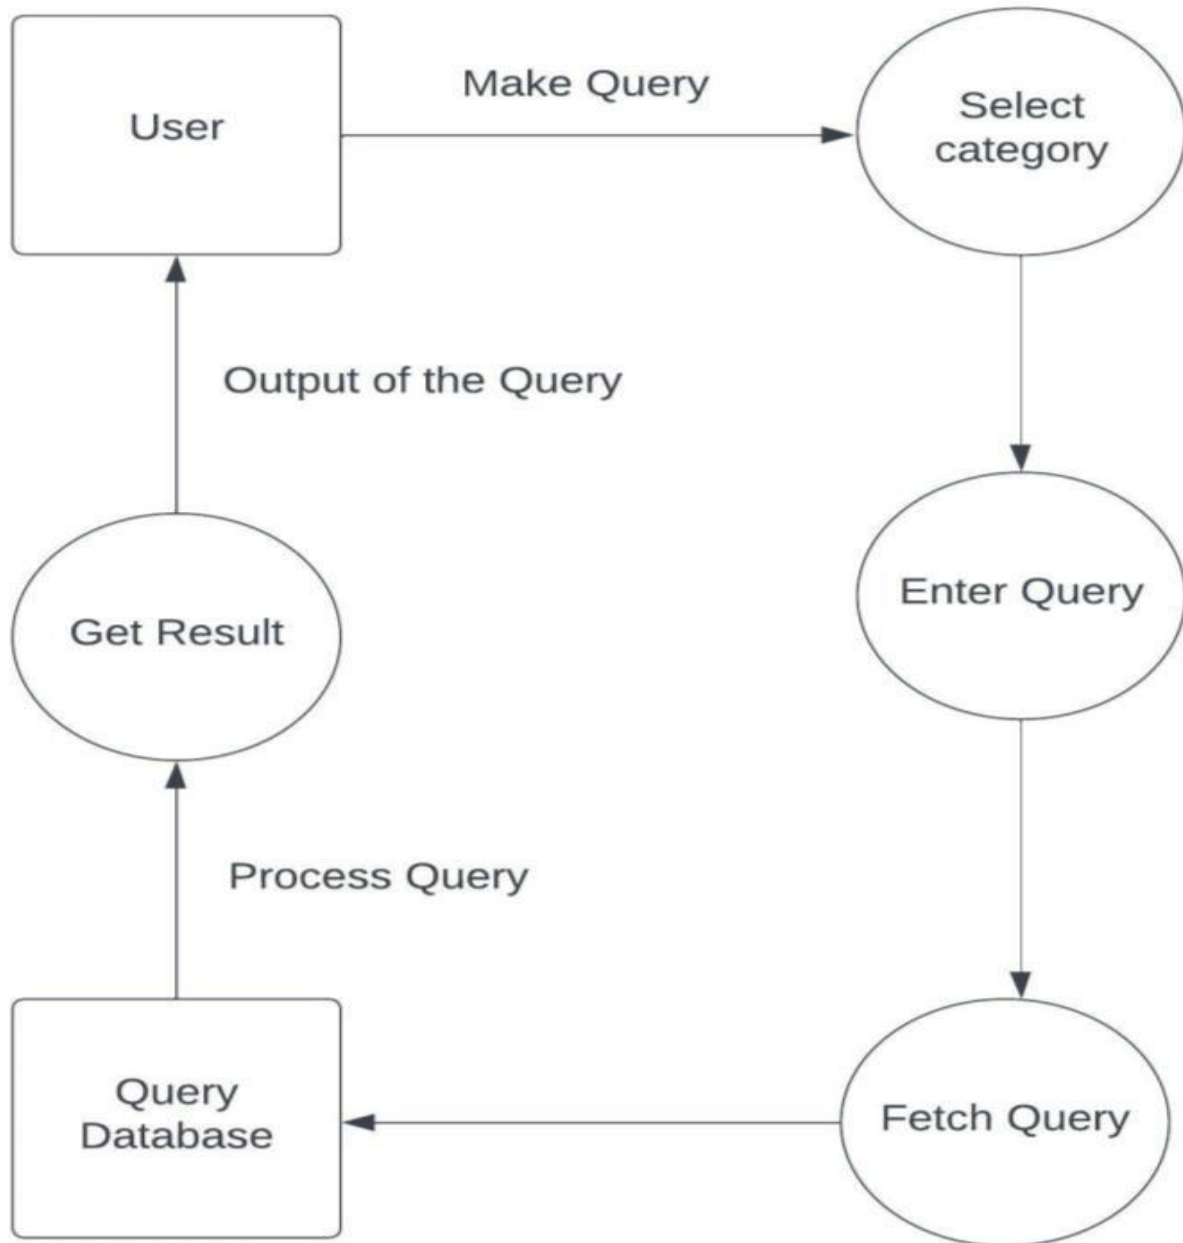 User
Make Query
Select
category
Output of the Query
Enter Query
Get Result
Process Query
Query
Database
Fetch Query